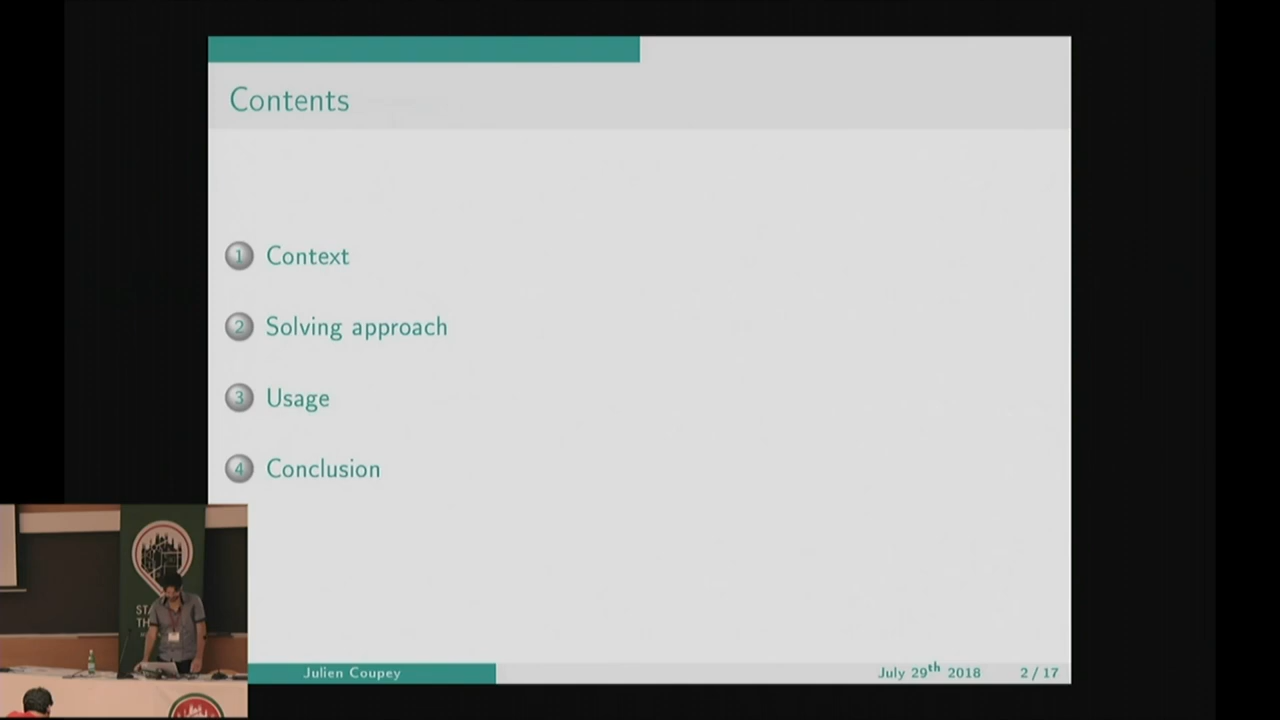 Contents
1 Context
2 Solving approach
3 Usage
4 Conclusion
Julien Coupey
July 29th 2018
2 / 17